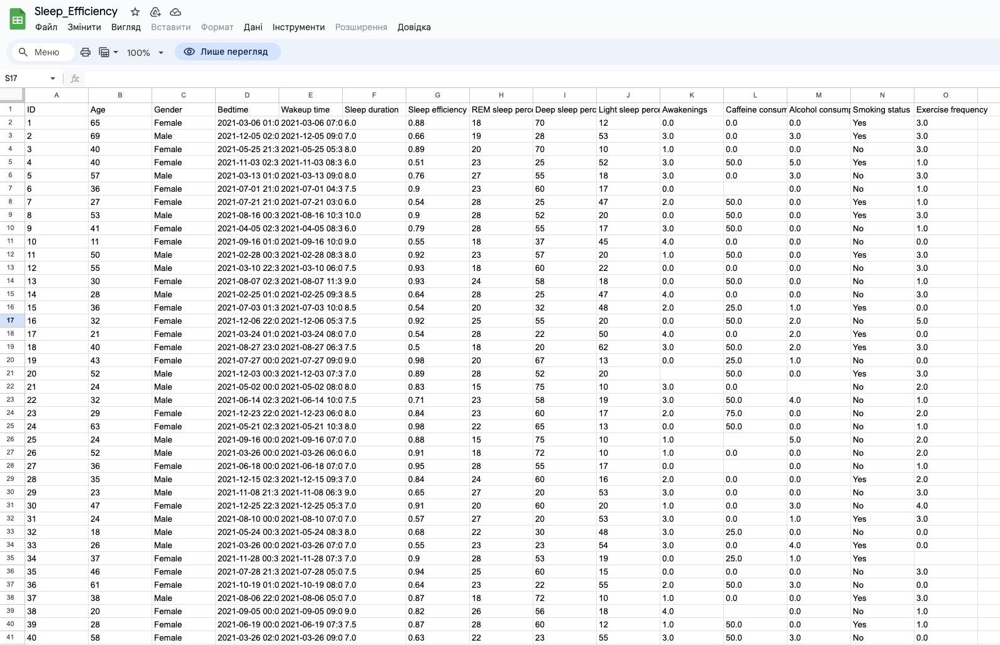 Sleep_Efficiency
Файл Змінити Вигляд Вставити Формат Дані Інструменти Розширення Довідка
Меню 100% Лише перегляд
S17 fx
A B C D E F G H I J K L M N O
1 ID Age Gender Bedtime Wakeup time Sleep duration Sleep efficiency REM sleep perce Deep sleep perc Light sleep perce Awakenings Caffeine consum Alcohol consump Smoking status Exercise frequency
2 1 65 Female 2021-03-06 01:0 2021-03-06 07:0 6.0 0.88 18 70 12 0.0 0.0 0.0 Yes 3.0
3 2 69 Male 2021-12-05 02:0 2021-12-05 09:0 7.0 0.66 19 28 53 3.0 0.0 3.0 Yes 3.0
4 3 40 Female 2021-05-25 21:3 2021-05-25 05:3 8.0 0.89 20 70 10 1.0 0.0 0.0 No 3.0
5 4 40 Female 2021-11-03 02:3 2021-11-03 08:3 6.0 0.51 23 25 52 3.0 50.0 5.0 Yes 1.0
6 5 57 Male 2021-03-13 01:0 2021-03-13 09:0 8.0 0.76 27 55 18 3.0 0.0 3.0 No 3.0
7 6 36 Female 2021-07-01 21:0 2021-07-01 04:3 7.5 0.9 23 60 17 0.0 0.0 No 1.0
8 7 27 Female 2021-07-21 21:0 2021-07-21 03:0 6.0 0.54 28 25 47 2.0 50.0 0.0 Yes 1.0
9 8 53 Male 2021-08-16 00:3 2021-08-16 10:3 10.0 0.9 28 52 20 0.0 50.0 0.0 Yes 3.0
10 9 41 Female 2021-04-05 02:3 2021-04-05 08:3 6.0 0.79 28 55 17 3.0 50.0 0.0 No 1.0
11 10 11 Female 2021-09-16 01:0 2021-09-16 10:0 9.0 0.55 18 37 45 4.0 0.0 0.0 No 0.0
12 11 50 Male 2021-02-28 00:3 2021-02-28 08:3 8.0 0.92 23 57 20 1.0 50.0 0.0 Yes 3.0
13 12 55 Male 2021-03-10 22:3 2021-03-10 06:0 7.5 0.93 18 60 22 0.0 0.0 0.0 No 3.0
14 13 30 Female 2021-08-07 02:3 2021-08-07 11:3 9.0 0.93 24 58 18 0.0 50.0 0.0 No 1.0
15 14 28 Male 2021-02-25 01:0 2021-02-25 09:3 8.5 0.64 28 25 47 4.0 0.0 0.0 No 3.0
16 15 36 Female 2021-07-03 01:3 2021-07-03 10:0 8.5 0.54 20 32 48 2.0 25.0 1.0 Yes 0.0
17 16 32 Female 2021-12-06 22:0 2021-12-06 05:3 7.5 0.92 25 55 20 0.0 50.0 2.0 No 5.0
18 17 21 Female 2021-03-24 01:0 2021-03-24 08:0 7.0 0.54 28 22 50 4.0 0.0 2.0 Yes 0.0
19 18 40 Female 2021-08-27 23:0 2021-08-27 06:3 7.5 0.5 18 20 62 3.0 50.0 2.0 Yes 3.0
20 19 43 Female 2021-07-27 00:0 2021-07-27 09:0 9.0 0.98 20 67 13 0.0 25.0 1.0 No 0.0
21 20 52 Male 2021-12-03 00:3 2021-12-03 07:3 7.0 0.89 28 52 20 50.0 0.0 Yes 3.0
22 21 24 Male 2021-05-02 00:0 2021-05-02 08:0 8.0 0.83 15 75 10 3.0 0.0 No 2.0
23 22 32 Male 2021-06-14 02:3 2021-06-14 10:0 7.5 0.71 23 58 19 3.0 50.0 4.0 No 1.0
24 23 29 Female 2021-12-23 22:0 2021-12-23 06:0 8.0 0.84 23 60 17 2.0 75.0 0.0 No 2.0
25 24 63 Female 2021-05-21 02:3 2021-05-21 10:3 8.0 0.98 22 65 13 0.0 50.0 0.0 No 1.0
26 25 24 Male 2021-09-16 00:0 2021-09-16 07:0 7.0 0.88 15 75 10 1.0 5.0 No 2.0
27 26 52 Male 2021-03-26 00:0 2021-03-26 06:0 6.0 0.91 18 72 10 1.0 0.0 0.0 No 2.0
28 27 36 Female 2021-06-18 00:0 2021-06-18 07:0 7.0 0.95 28 55 17 0.0 0.0 No 1.0
29 28 35 Male 2021-12-15 02:3 2021-12-15 09:3 7.0 0.84 24 60 16 2.0 0.0 0.0 Yes 2.0
30 29 23 Male 2021-11-08 21:3 2021-11-08 06:3 9.0 0.65 27 20 53 3.0 0.0 0.0 No 3.0
31 30 47 Female 2021-12-25 22:3 2021-12-25 05:3 7.0 0.91 20 60 20 1.0 0.0 3.0 No 4.0
32 31 24 Male 2021-08-10 00:0 2021-08-10 07:0 7.0 0.57 27 20 53 3.0 0.0 1.0 Yes 3.0
33 32 18 Male 2021-05-24 00:3 2021-05-24 08:3 8.0 0.68 22 30 48 3.0 25.0 0.0 No 0.0
34 33 26 Male 2021-03-26 00:0 2021-03-26 07:0 7.0 0.55 23 23 54 3.0 0.0 4.0 Yes 0.0
35 34 37 Female 2021-11-28 00:3 2021-11-28 07:3 7.0 0.9 28 53 19 0.0 25.0 1.0 Yes
36 35 46 Female 2021-07-28 21:3 2021-07-28 05:0 7.5 0.94 25 60 15 0.0 0.0 0.0 No 3.0
37 36 61 Female 2021-10-19 01:0 2021-10-19 08:0 7.0 0.64 23 22 55 2.0 50.0 3.0 No 0.0
38 37 38 Male 2021-08-06 22:0 2021-08-06 05:0 7.0 0.87 18 72 10 1.0 0.0 0.0 Yes 3.0
39 38 20 Female 2021-09-05 00:0 2021-09-05 09:0 9.0 0.82 26 56 18 4.0 0.0 No 1.0
40 39 28 Female 2021-06-19 00:0 2021-06-19 07:3 7.5 0.87 28 60 12 1.0 50.0 0.0 Yes 1.0
41 40 58 Female 2021-03-26 02:0 2021-03-26 09:0 7.0 0.63 22 23 55 3.0 50.0 3.0 No 0.0